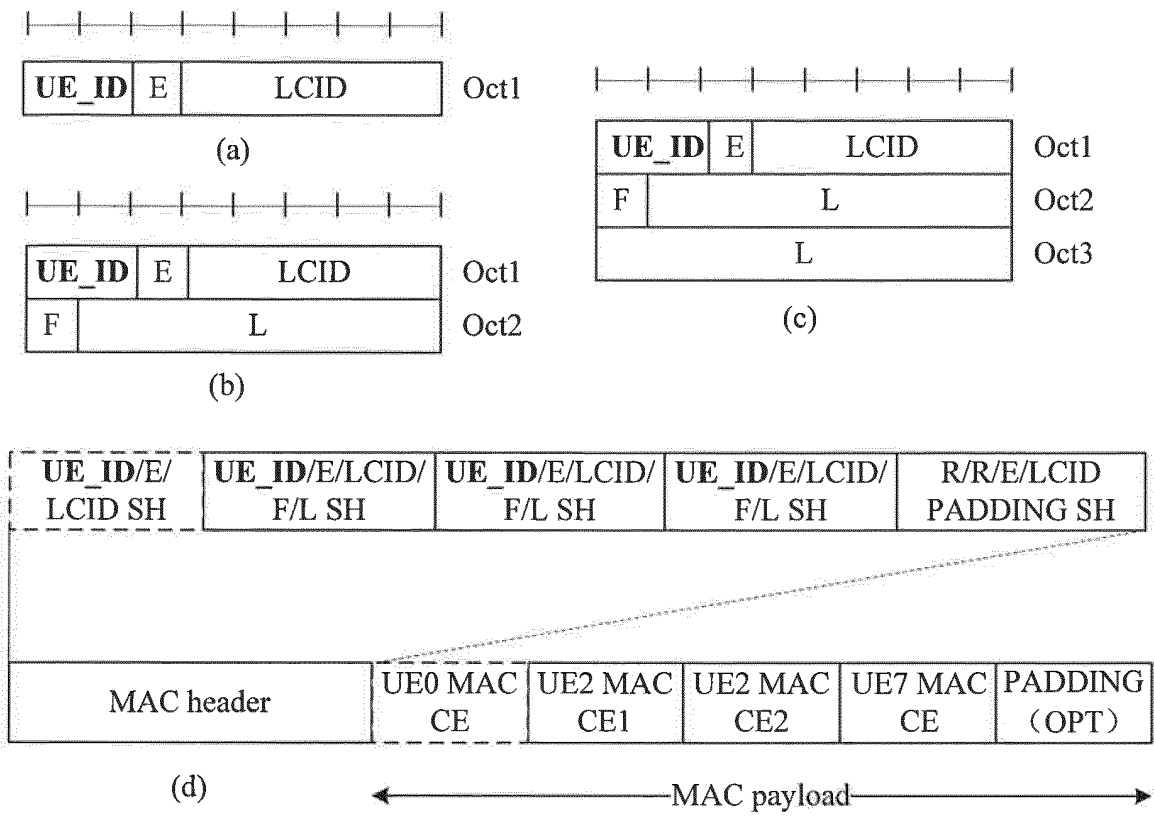 UE_ID E LCID Oct1
(a)
UE_ID E LCID Oct1
F L Oct2
(b)
UE_ID E LCID Oct1
F L Oct2
L Oct3
(c)
UE_ID/E/ UE_ID/E/LCID/ UE_ID/E/LCID/ UE_ID/E/LCID/ R/R/E/LCID
LCID SH F/L SH F/L SH F/L SH PADDING SH
MAC header
UE0 MAC UE2 MAC UE2 MAC UE7 MAC PADDING
CE CE1 CE2 CE （OPT）
(d)
MAC payload